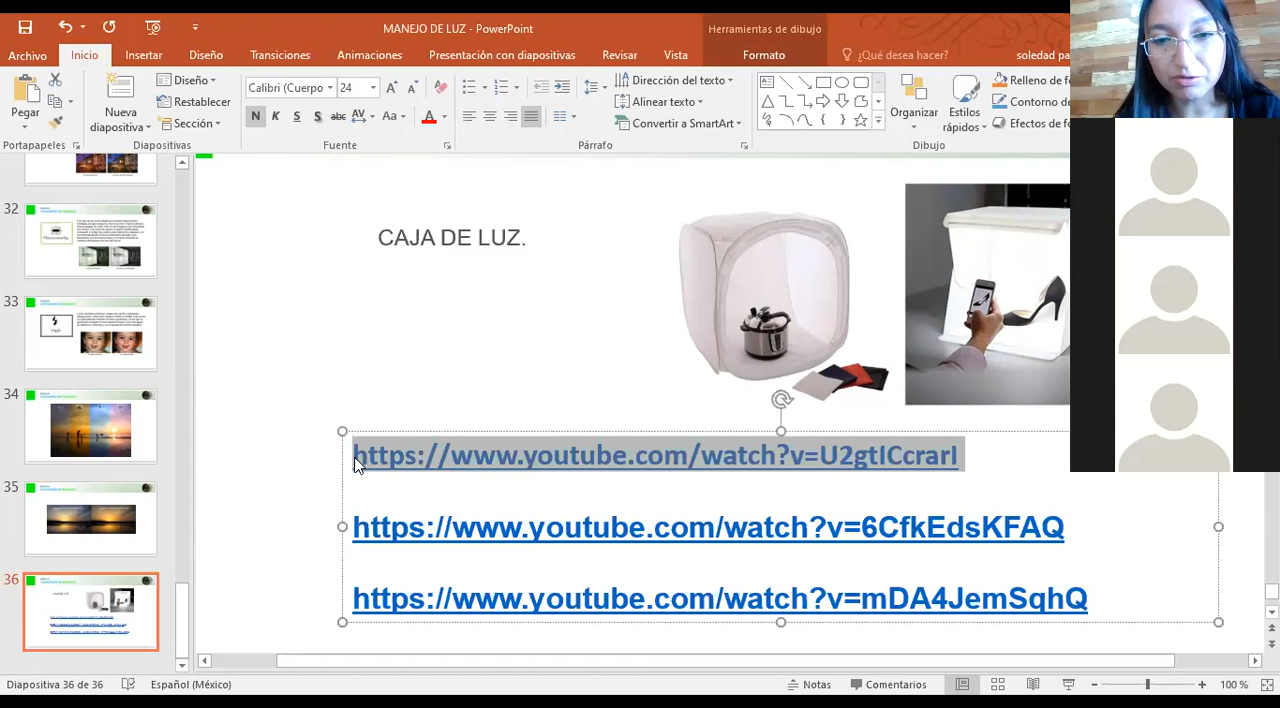 MANEJO DE LUZ - PowerPoint
Herramientas de dibujo
Archivo Inicio Insertar Diseño Transiciones Animaciones Presentación con diapositivas Revisar Vista Formato ¿Qué desea hacer? soledad
Pegar
Nueva diapositiva
Diseño
Restablecer
Sección
Calibri (Cuerpo 24
N K S S abc AV Aa A
Dirección del texto
Alinear texto
Convertir a SmartArt
Organizar
Estilos rápidos
Relleno de
Contorno de
Efectos de
Portapapeles Diapositivas Fuente Párrafo Dibujo
32
33
34
35
36
CAJA DE LUZ.
https://www.youtube.com/watch?v=U2gtICcrarI
https://www.youtube.com/watch?v=6CfkEdsKFAQ
https://www.youtube.com/watch?v=mDA4JemSqhQ
Diapositiva 36 de 36 Español (México) Notas Comentarios 100 %